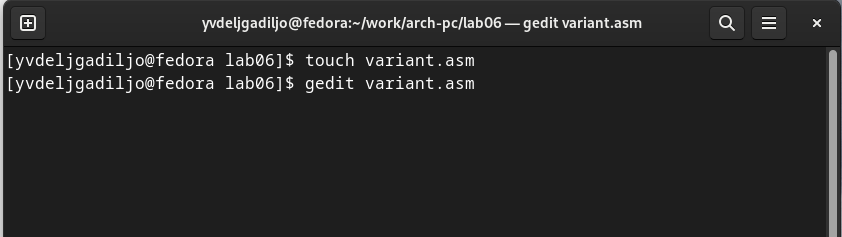 yvdeljgadiljo@fedora:~/work/arch-pc/lab06 — gedit variant.asm
[yvdeljgadiljo@fedora lab06]$ touch variant.asm
[yvdeljgadiljo@fedora lab06]$ gedit variant.asm